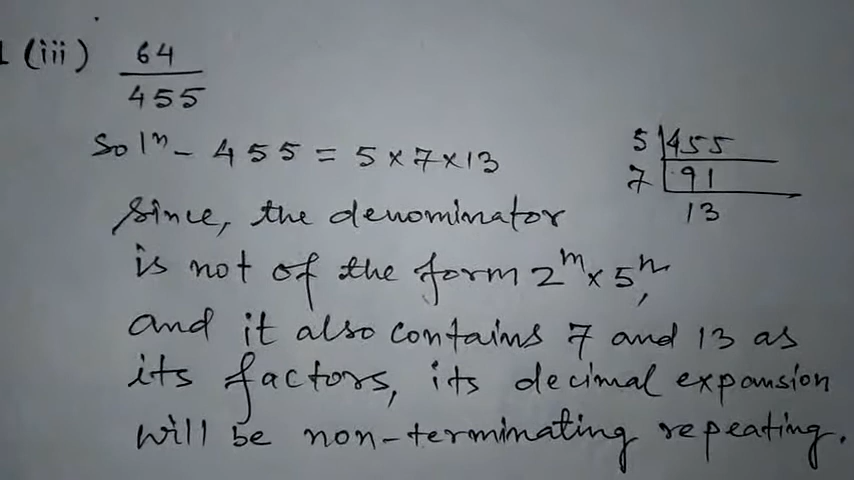 1 (iii) 64/455
Sol^n - 455 = 5×7×13
5 | 455
7 | 91
13
Since, the denominator
is not of the form 2^m × 5^n,
and it also contains 7 and 13 as
its factors, its decimal expansion
will be non-terminating repeating.